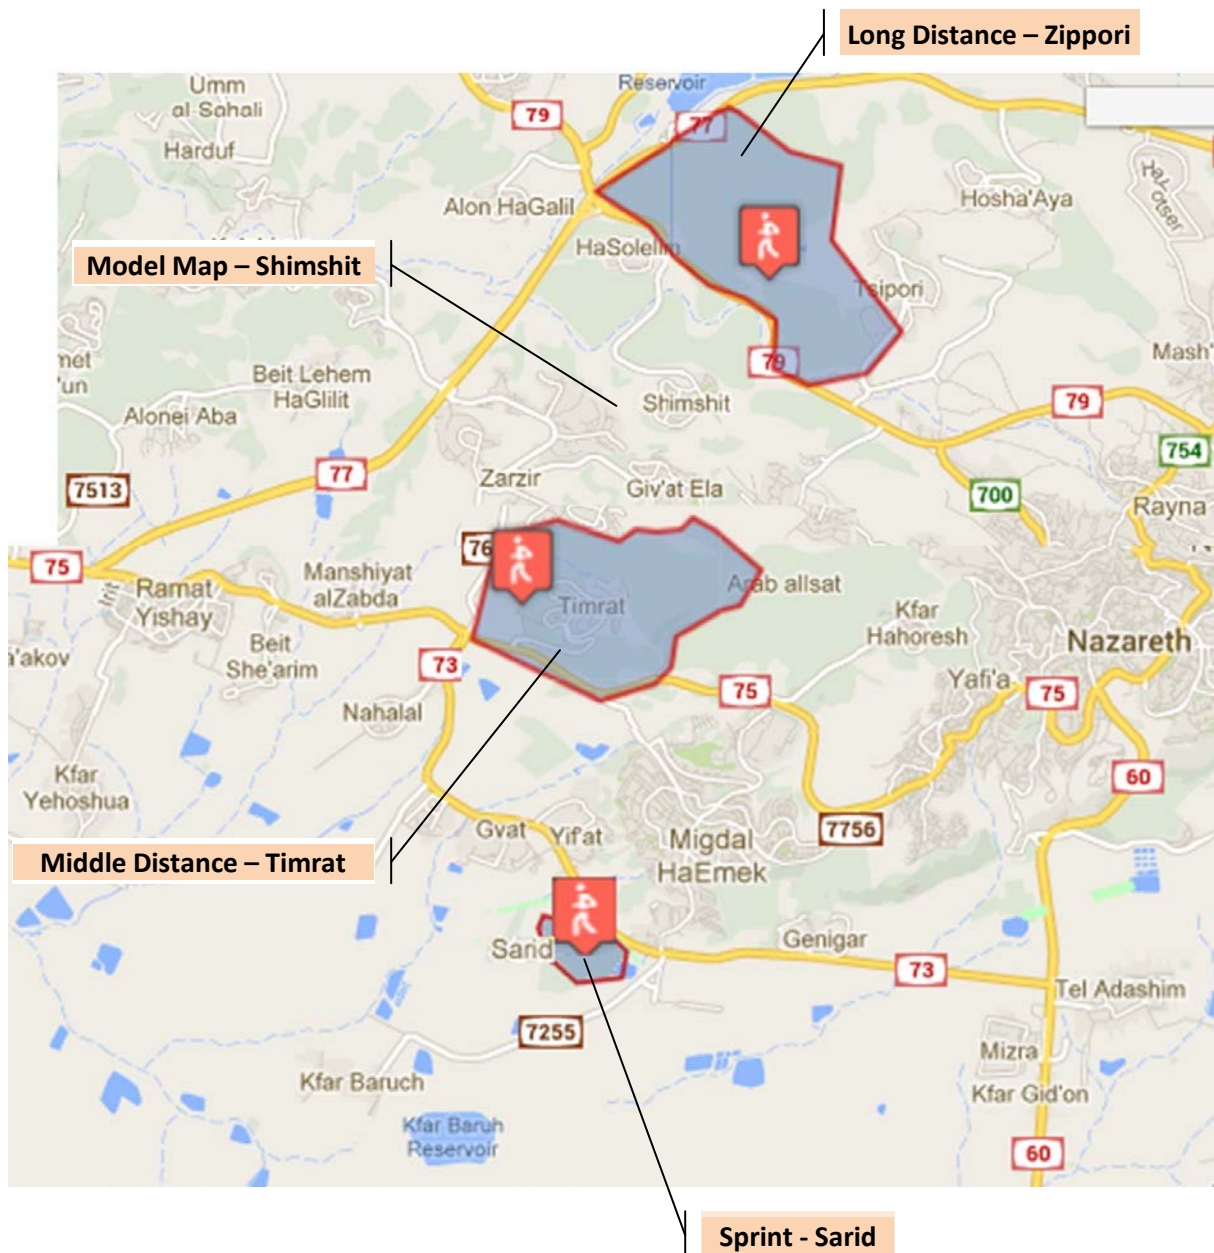 Long Distance – Zippori
Reservoir
Umm
al Sahali
79
77
Harduf
Hosha'Aya
Alon HaGalil
HaSolelim
Model Map – Shimshit
Tsipori
79
Mash'
met
'un
Beit Lehem
HaGlilit
Shimshit
79
Alonei Aba
754
77
Zarzir
Giv'at Ela
7513
700
Rayna
76
75
Manshiyat
alZabda
Arab allsat
Ramat
Yishay
Irit
Timrat
Kfar
Hahoresh
Beit
She'arim
Nazareth
a'akov
73
75
Yafi'a
75
Nahalal
Kfar
Yehoshua
60
Gvat
Yif'at
Migdal
HaEmek
7756
Middle Distance – Timrat
Sarid
Genigar
73
Tel Adashim
7255
Mizra
Kfar Baruch
Kfar Gid'on
Kfar Baruh
Reservoir
60
Sprint - Sarid